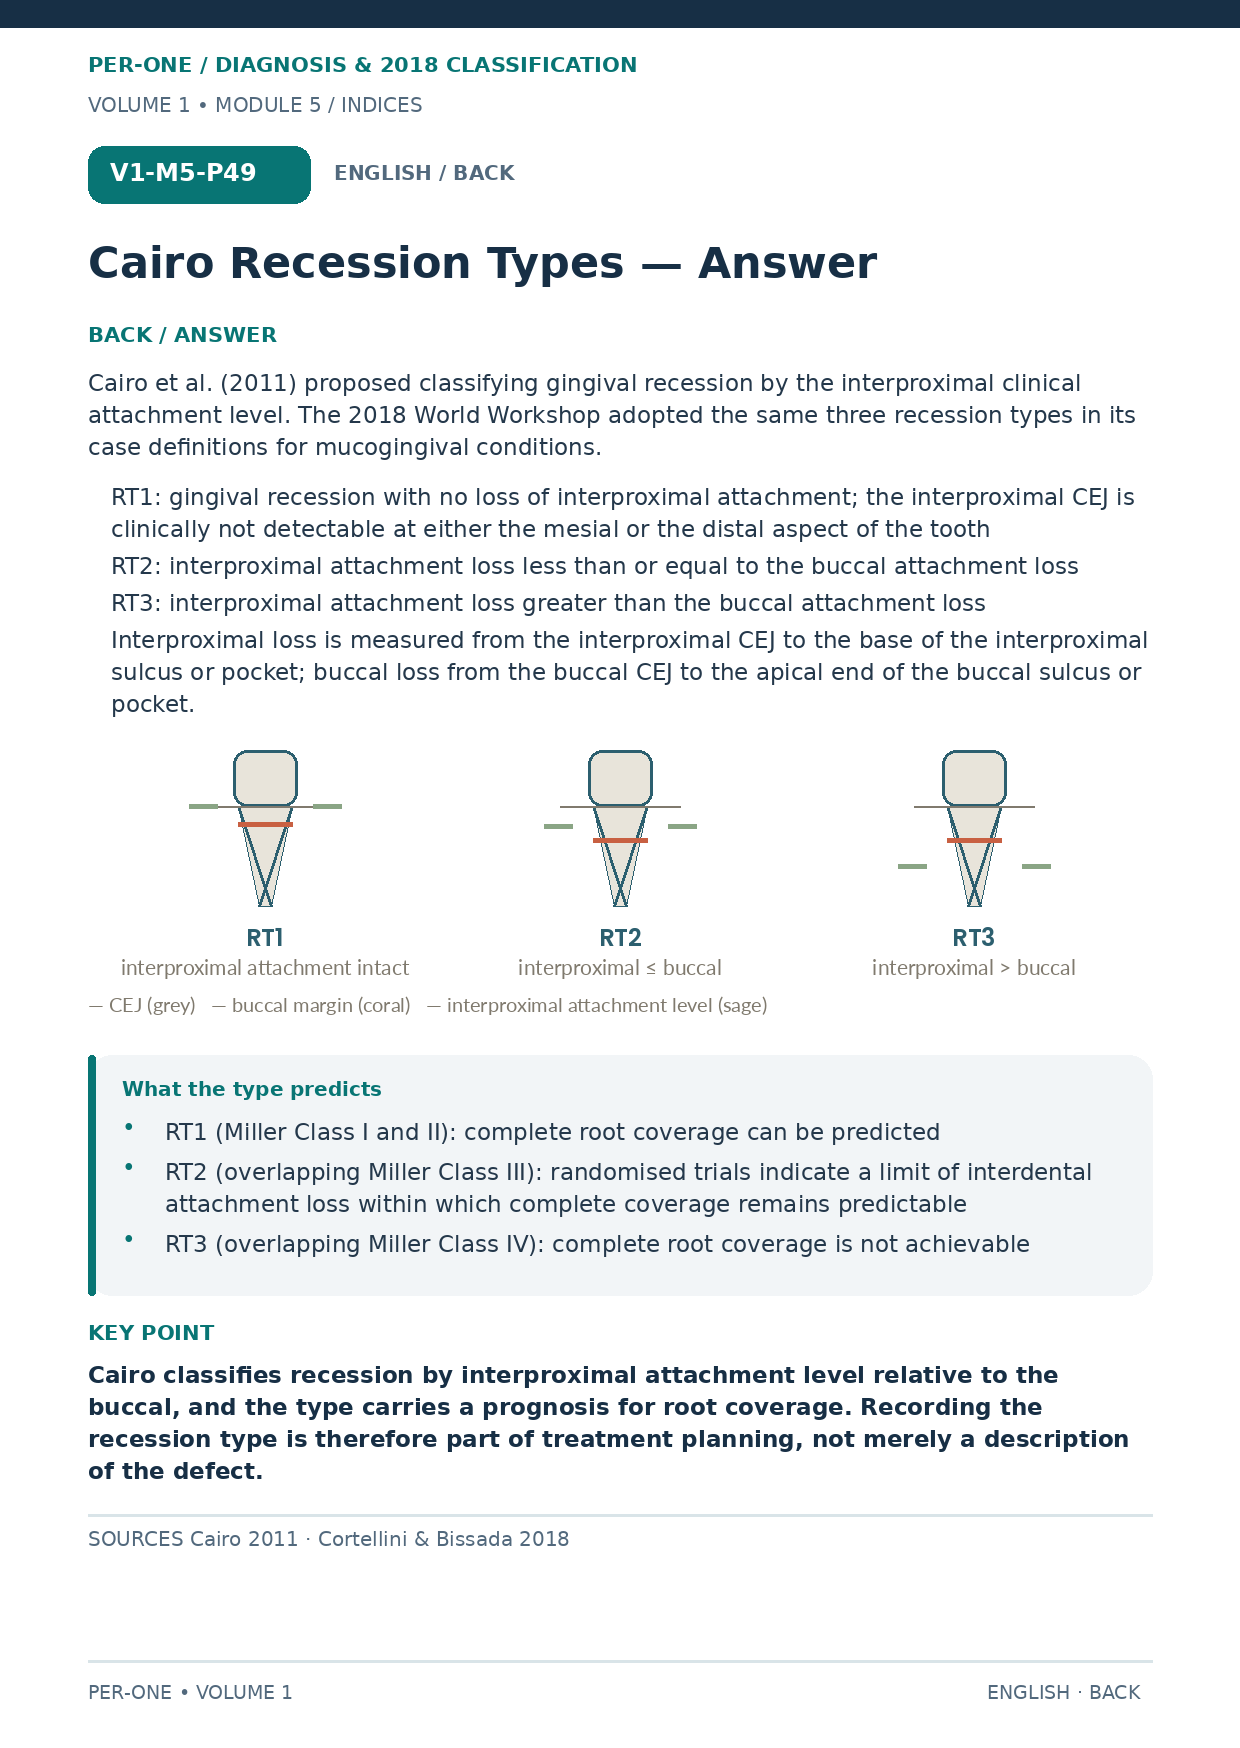 PER-ONE / DIAGNOSIS & 2018 CLASSIFICATION
VOLUME 1 • MODULE 5 / INDICES
V1-M5-P49
ENGLISH / BACK
Cairo Recession Types — Answer
BACK / ANSWER
Cairo et al. (2011) proposed classifying gingival recession by the interproximal clinical
attachment level. The 2018 World Workshop adopted the same three recession types in its
case definitions for mucogingival conditions.
RT1: gingival recession with no loss of interproximal attachment; the interproximal CEJ is
clinically not detectable at either the mesial or the distal aspect of the tooth
RT2: interproximal attachment loss less than or equal to the buccal attachment loss
RT3: interproximal attachment loss greater than the buccal attachment loss
Interproximal loss is measured from the interproximal CEJ to the base of the interproximal
sulcus or pocket; buccal loss from the buccal CEJ to the apical end of the buccal sulcus or
pocket.
RT1
RT2
RT3
interproximal attachment intact
interproximal ≤ buccal
interproximal > buccal
— CEJ (grey) — buccal margin (coral) — interproximal attachment level (sage)
What the type predicts
• RT1 (Miller Class I and II): complete root coverage can be predicted
• RT2 (overlapping Miller Class III): randomised trials indicate a limit of interdental
attachment loss within which complete coverage remains predictable
• RT3 (overlapping Miller Class IV): complete root coverage is not achievable
KEY POINT
Cairo classifies recession by interproximal attachment level relative to the
buccal, and the type carries a prognosis for root coverage. Recording the
recession type is therefore part of treatment planning, not merely a description
of the defect.
SOURCES Cairo 2011 · Cortellini & Bissada 2018
PER-ONE • VOLUME 1
ENGLISH · BACK